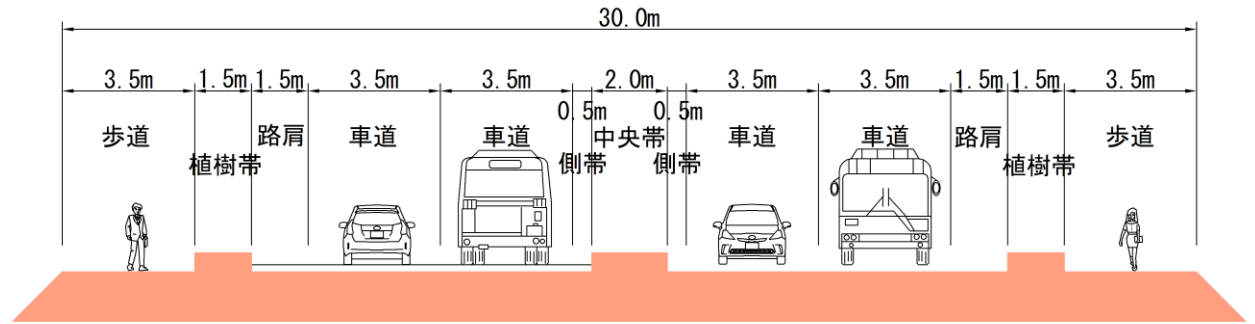 30.0m
3.5m 1.5m 1.5m 3.5m 3.5m 0.5m 2.0m 0.5m 3.5m 3.5m 1.5m 1.5m 3.5m
歩道 植樹帯 路肩 車道 車道 側帯 中央帯 側帯 車道 車道 路肩 植樹帯 歩道